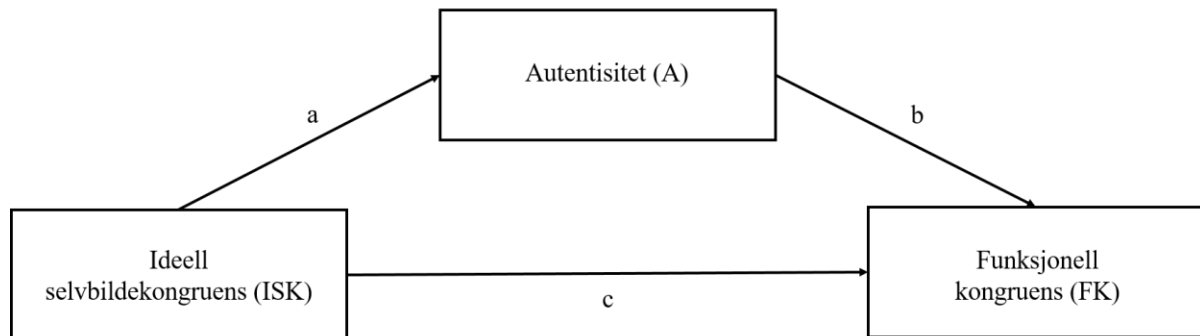 Autentisitet (A)
a
b
Ideell
selvbildekongruens (ISK)
c
Funksjonell
kongruens (FK)